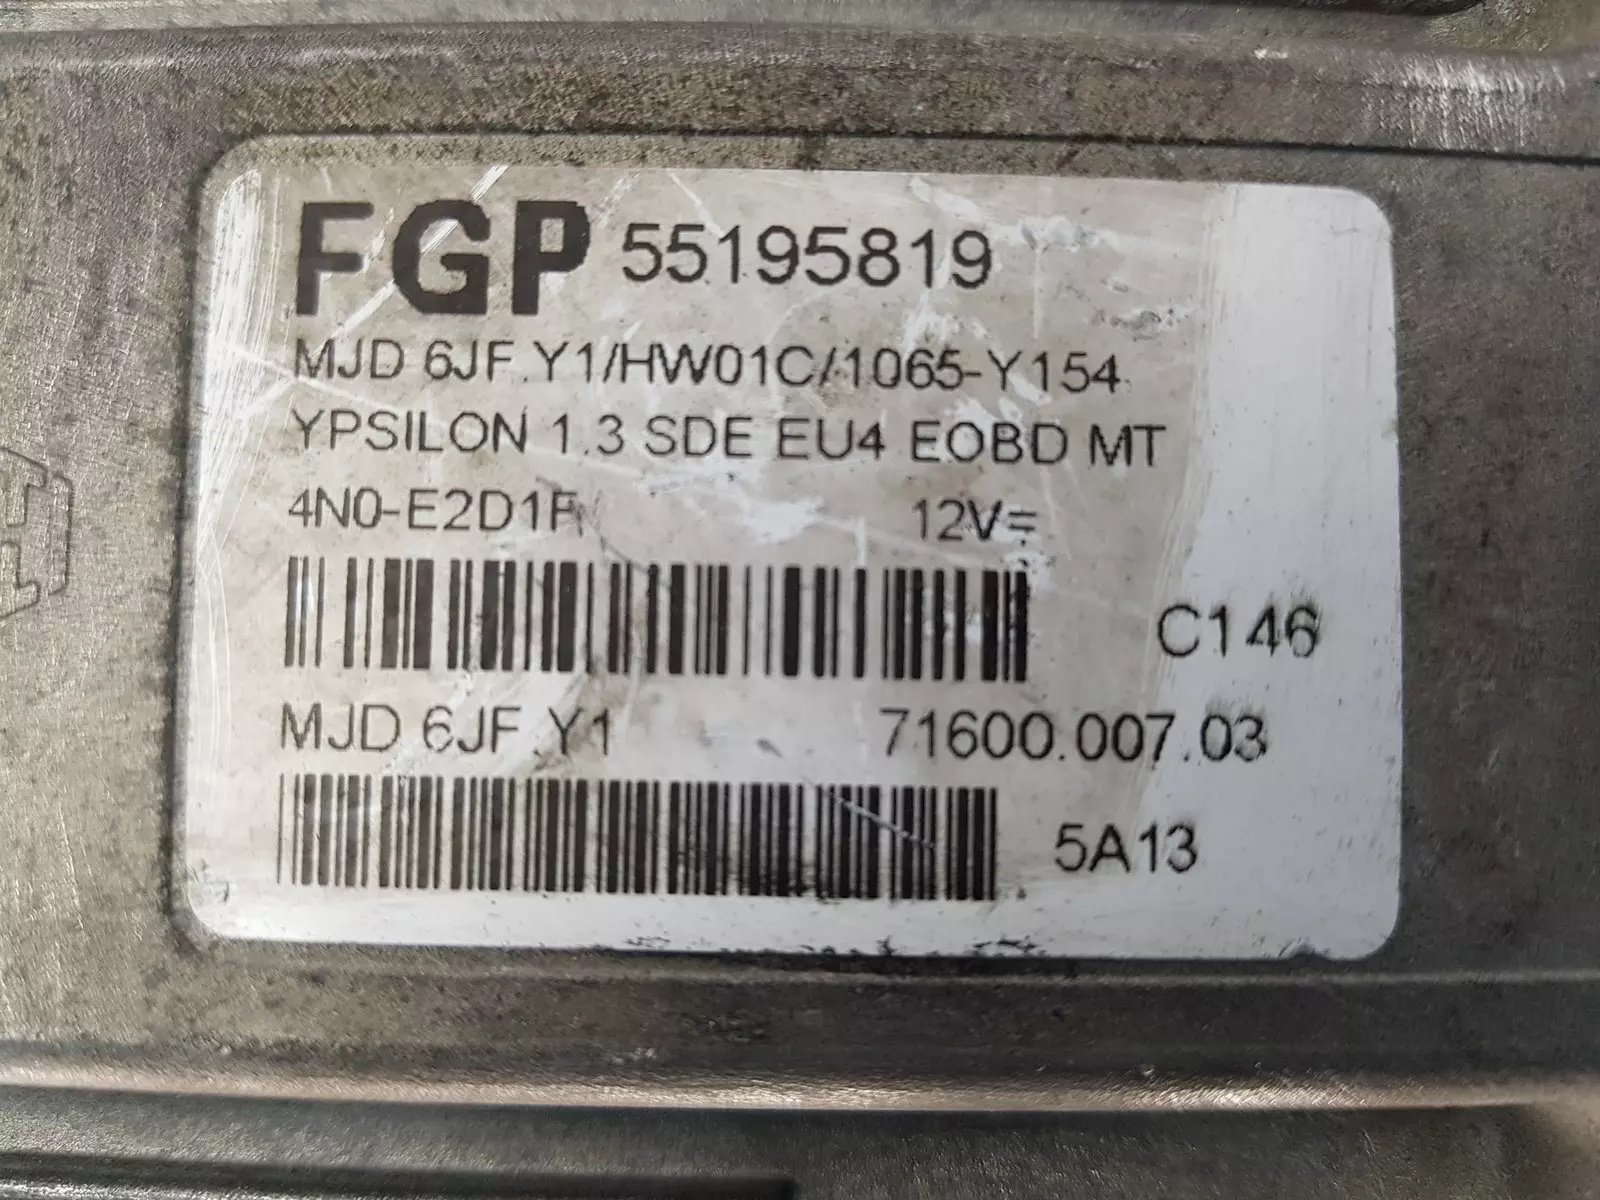 FGP 55195819
MJD 6JF.Y1/HW01C/1065-Y154
YPSILON 1.3 SDE EU4 EOBD MT
4N0-E2D1F 12V=
C146
MJD 6JF.Y1 71600.007.03
5A13